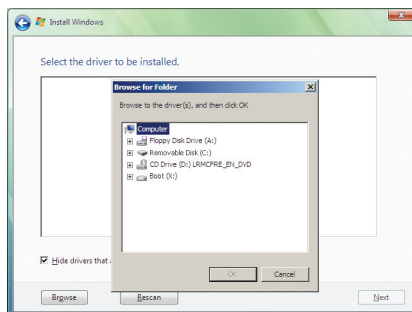 Install Windows
Select the driver to be installed.
Browse for Folder
Browse to the driver(s), and then click OK
Computer
Floppy Disk Drive (A:)
Removable Disk (C:)
CD Drive (D:) LRMCFRE_EN_DVD
Boot (X:)
Hide drivers that
OK
Cancel
Browse
Rescan
Next